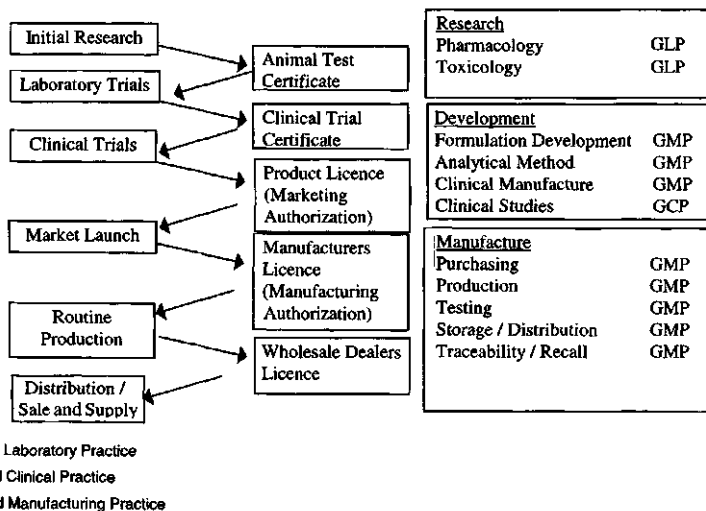 Initial Research
Laboratory Trials
Clinical Trials
Market Launch
Routine
Production
Distribution /
Sale and Supply
Animal Test
Certificate
Clinical Trial
Certificate
Product Licence
(Marketing
Authorization)
Manufacturers
Licence
(Manufacturing
Authorization)
Wholesale Dealers
Licence
Research
Pharmacology GLP
Toxicology GLP
Development
Formulation Development GMP
Analytical Method GMP
Clinical Manufacture GMP
Clinical Studies GCP
Manufacture
Purchasing GMP
Production GMP
Testing GMP
Storage / Distribution GMP
Traceability / Recall GMP
Laboratory Practice
Clinical Practice
Manufacturing Practice